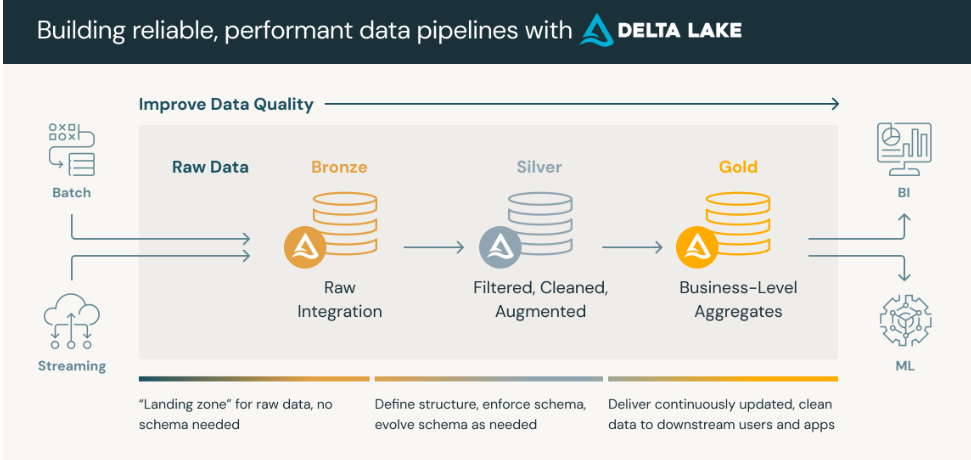 Building reliable, performant data pipelines with DELTA LAKE
Improve Data Quality
Batch
Streaming
Raw Data
Bronze
Raw
Integration
Silver
Filtered, Cleaned,
Augmented
Gold
Business-Level
Aggregates
BI
ML
“Landing zone” for raw data, no
schema needed
Define structure, enforce schema,
evolve schema as needed
Deliver continuously updated, clean
data to downstream users and apps